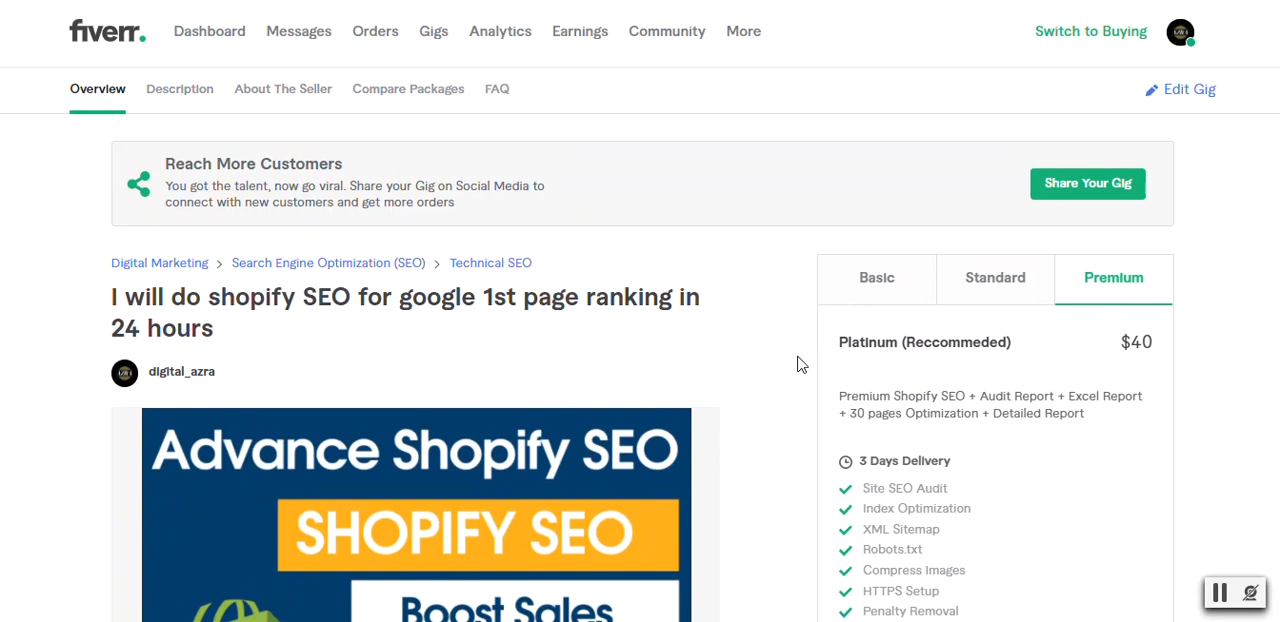 fiverr.
Dashboard Messages Orders Gigs Analytics Earnings Community More
Switch to Buying
Overview Description About The Seller Compare Packages FAQ
Edit Gig
Reach More Customers
You got the talent, now go viral. Share your Gig on Social Media to
connect with new customers and get more orders
Share Your Gig
Digital Marketing > Search Engine Optimization (SEO) > Technical SEO
I will do shopify SEO for google 1st page ranking in
24 hours
digital_azra
Advance Shopify SEO
SHOPIFY SEO
Boost Sales
Basic Standard Premium
Platinum (Reccommeded) $40
Premium Shopify SEO + Audit Report + Excel Report
+ 30 pages Optimization + Detailed Report
3 Days Delivery
Site SEO Audit
Index Optimization
XML Sitemap
Robots.txt
Compress Images
HTTPS Setup
Penalty Removal